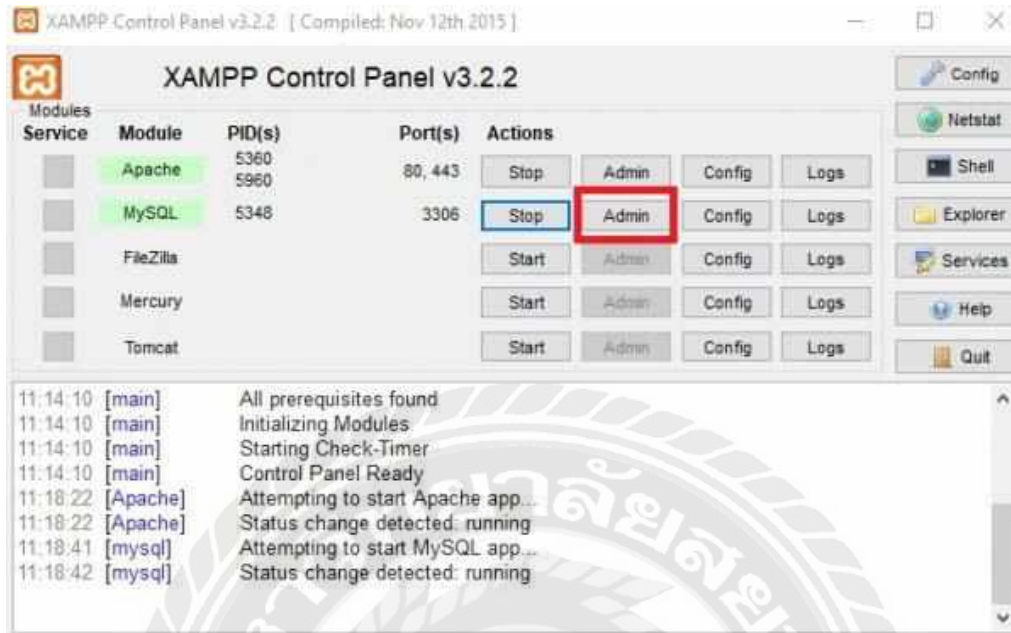 XAMPP Control Panel v3.2.2 [ Compiled: Nov 12th 2015 ]
XAMPP Control Panel v3.2.2
Config
Modules
Service Module PID(s) Port(s) Actions
Netstat
Apache 5360 5960 80, 443 Stop Admin Config Logs
Shell
MySQL 5348 3306 Stop Admin Config Logs
Explorer
FileZilla Start Admin Config Logs
Services
Mercury Start Admin Config Logs
Help
Tomcat Start Admin Config Logs
Quit
11:14:10 [main] All prerequisites found
11:14:10 [main] Initializing Modules
11:14:10 [main] Starting Check-Timer
11:14:10 [main] Control Panel Ready
11:18:22 [Apache] Attempting to start Apache app...
11:18:22 [Apache] Status change detected: running
11:18:41 [mysql] Attempting to start MySQL app...
11:18:42 [mysql] Status change detected: running